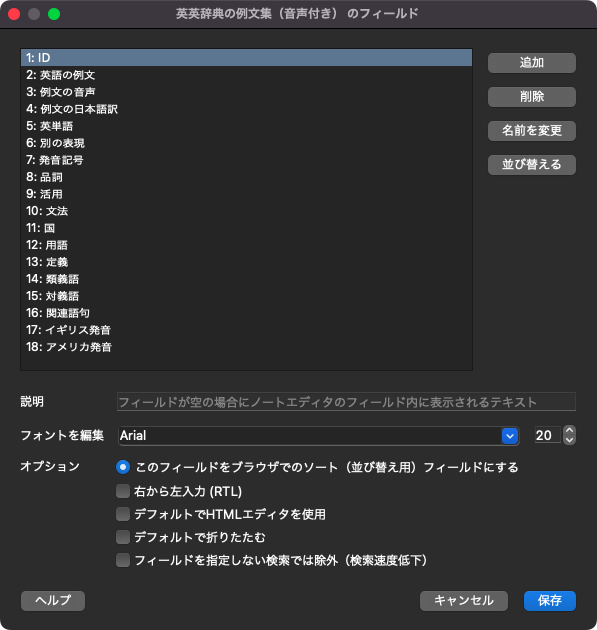 英英辞典の例文集（音声付き） のフィールド
1: ID
2: 英語の例文
3: 例文の音声
4: 例文の日本語訳
5: 英単語
6: 別の表現
7: 発音記号
8: 品詞
9: 活用
10: 文法
11: 国
12: 用語
13: 定義
14: 類義語
15: 対義語
16: 関連語句
17: イギリス発音
18: アメリカ発音
追加
削除
名前を変更
並び替える
説明 フィールドが空の場合にノートエディタのフィールド内に表示されるテキスト
フォントを編集 Arial 20
オプション このフィールドをブラウザでのソート（並び替え用）フィールドにする
右から左入力 (RTL)
デフォルトでHTMLエディタを使用
デフォルトで折りたたむ
フィールドを指定しない検索では除外（検索速度低下）
ヘルプ キャンセル 保存